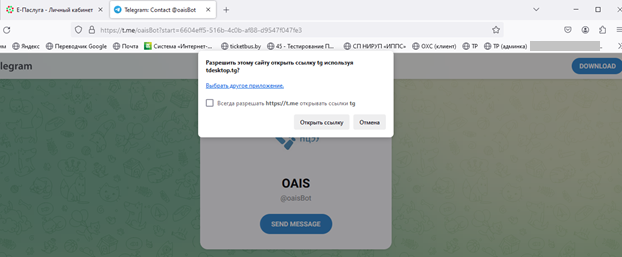 Е-Паслуга - Личный кабинет
Telegram: Contact @oaisBot
https://t.me/oaisBot?start=6604eff5-516b-4c0b-af88-d9547f047fe3
Яндекс Переводчик Google Почта Система «Интернет-... ticketbus.by 45 - Тестирование П... СП НИРУП «ИППС» ОХС (клиент) ТР ТР (админка)
legram
DOWNLOAD
Разрешить этому сайту открыть ссылку tg используя
tdesktop.tg?
Выбрать другое приложение.
Всегда разрешать https://t.me открывать ссылки tg
Открыть ссылку Отмена
OAIS
@oaisBot
SEND MESSAGE